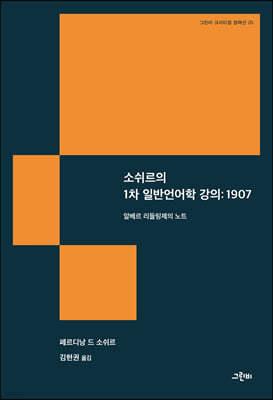 그린비 크리티컬 컬렉션 05
소쉬르의
1차 일반언어학 강의: 1907
알베르 리들링제의 노트
페르디낭 드 소쉬르
김현권 옮김
그린비